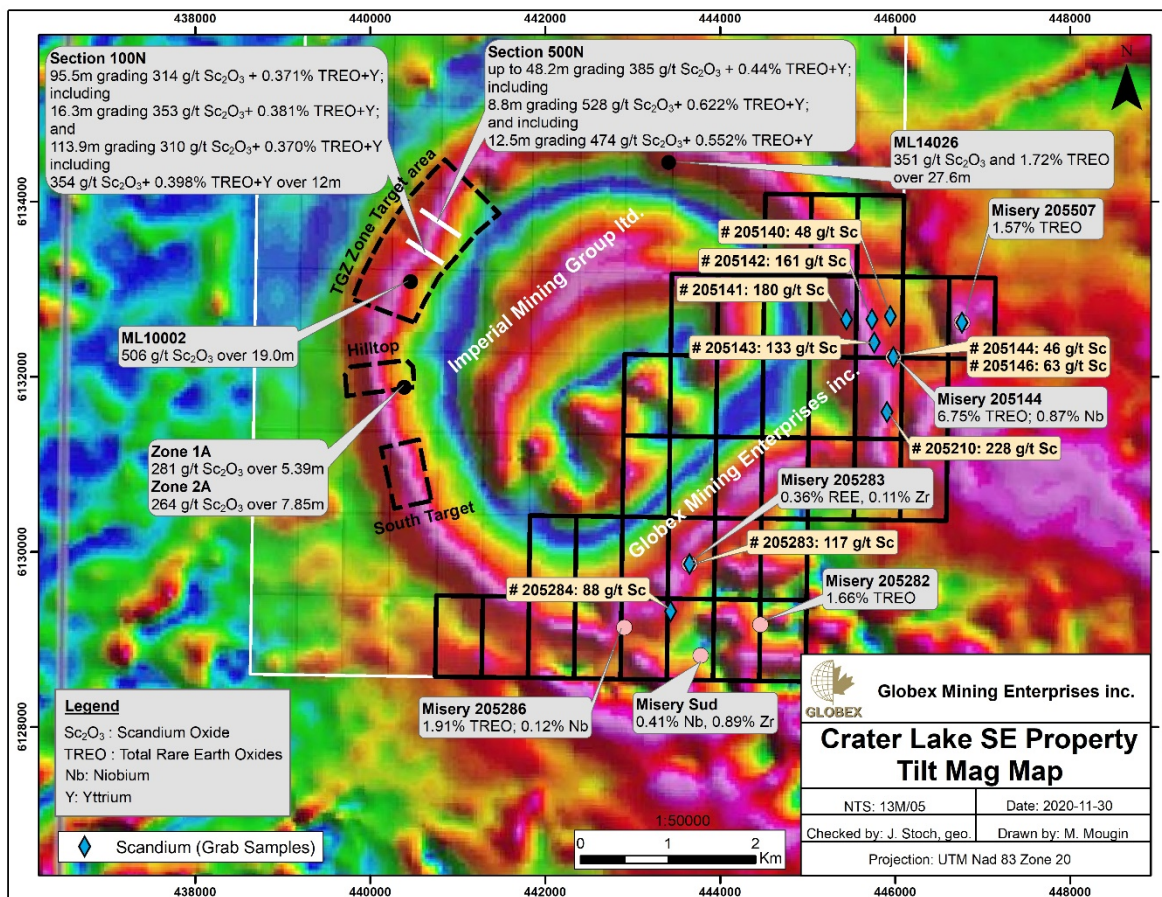 438000
440000
442000
444000
446000
448000
Section 100N
95.5m grading 314 g/t Sc₂O₃ + 0.371% TREO+Y;
including
16.3m grading 353 g/t Sc₂O₃ + 0.381% TREO+Y;
and
113.9m grading 310 g/t Sc₂O₃ + 0.370% TREO+Y
including
354 g/t Sc₂O₃+ 0.398% TREO+Y over 12m
Section 500N
up to 48.2m grading 385 g/t Sc₂O₃ + 0.44% TREO+Y;
including
8.8m grading 528 g/t Sc₂O₃+ 0.622% TREO+Y;
and including
12.5m grading 474 g/t Sc₂O₃+ 0.552% TREO+Y
N
ML14026
351 g/t Sc₂O₃ and 1.72% TREO
over 27.6m
6134000
6134000
TGZ Zone Target area
Imperial Mining Group ltd.
Misery 205507
1.57% TREO
# 205140: 48 g/t Sc
# 205142: 161 g/t Sc
# 205141: 180 g/t Sc
# 205143: 133 g/t Sc
# 205144: 46 g/t Sc
# 205146: 63 g/t Sc
ML10002
506 g/t Sc₂O₃ over 19.0m
Hilltop
6132000
6132000
Misery 205144
6.75% TREO; 0.87% Nb
# 205210: 228 g/t Sc
Zone 1A
281 g/t Sc₂O₃ over 5.39m
Zone 2A
264 g/t Sc₂O₃ over 7.85m
South Target
Globex Mining Enterprises inc.
Misery 205283
0.36% REE, 0.11% Zr
# 205283: 117 g/t Sc
6130000
6130000
# 205284: 88 g/t Sc
Misery 205282
1.66% TREO
Misery 205286
1.91% TREO; 0.12% Nb
Misery Sud
0.41% Nb, 0.89% Zr
6128000
6128000
Legend
Sc₂O₃ : Scandium Oxide
TREO : Total Rare Earth Oxides
Nb: Niobium
Y: Yttrium
Scandium (Grab Samples)
1:50000
0 1 2
Km
GLOBEX
Globex Mining Enterprises inc.
Crater Lake SE Property
Tilt Mag Map
NTS: 13M/05
Date: 2020-11-30
Checked by: J. Stoch, geo.
Drawn by: M. Mougin
Projection: UTM Nad 83 Zone 20
438000
440000
442000
444000
446000
448000